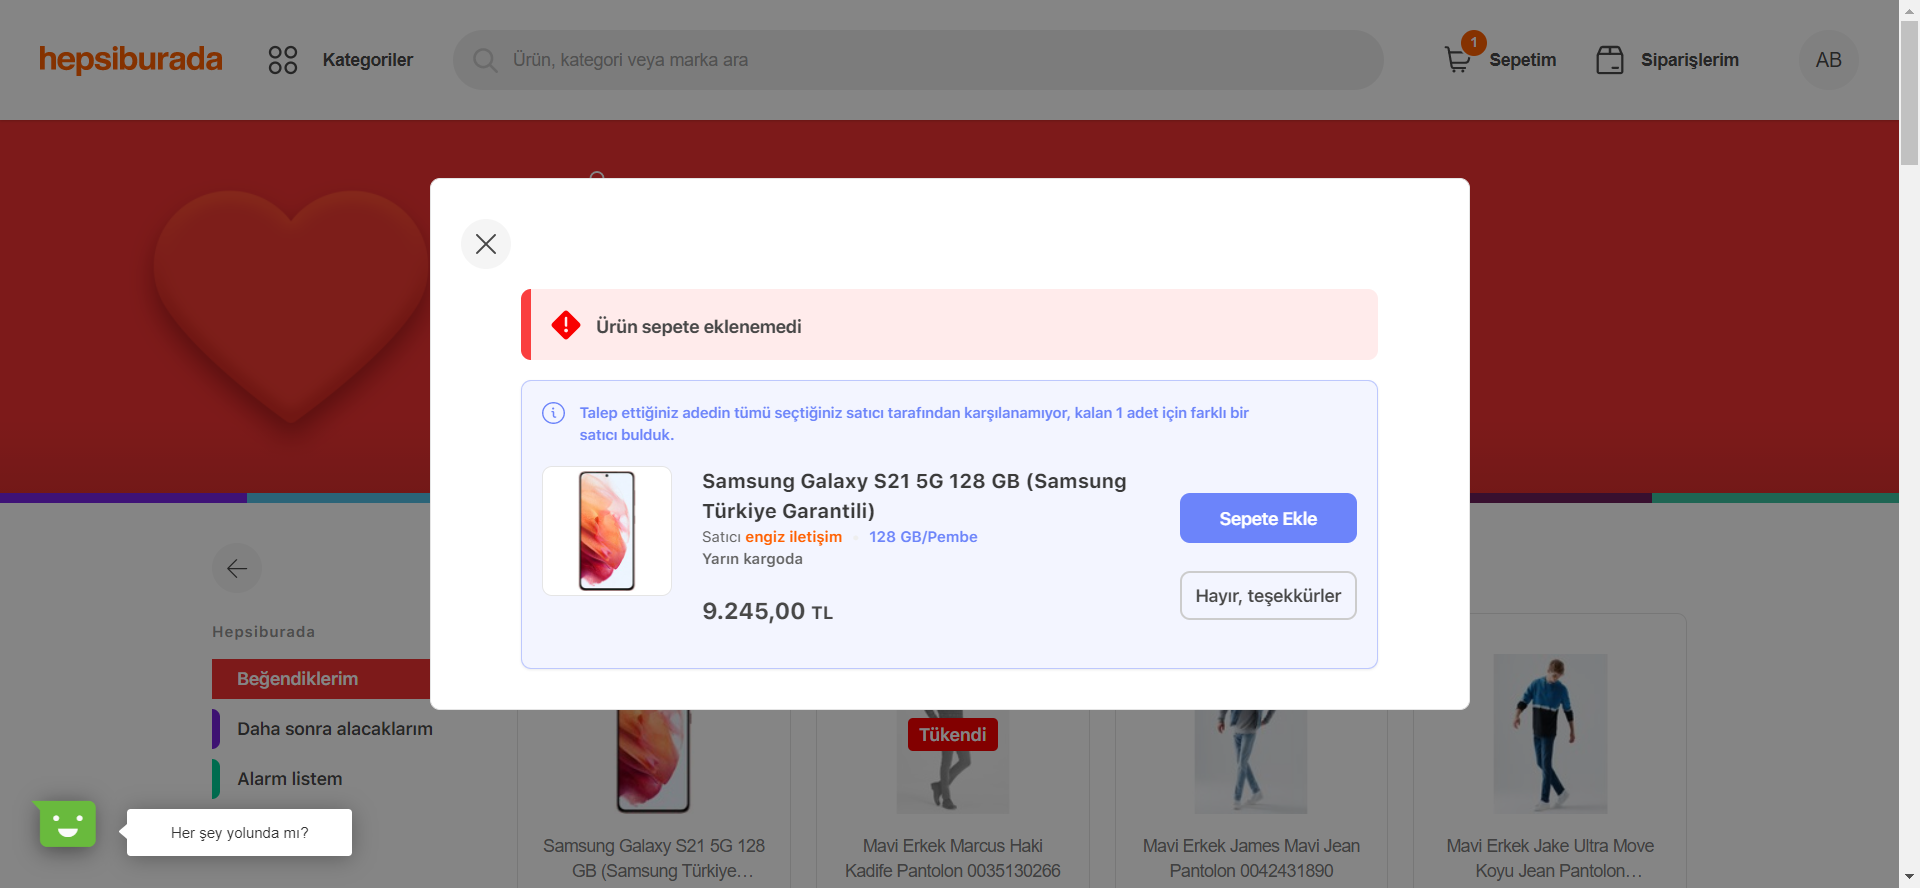 hepsiburada
Kategoriler
Ürün, kategori veya marka ara
1
Sepetim
Siparişlerim
AB
Ürün sepete eklenemedi
Talep ettiğiniz adedin tümü seçtiğiniz satıcı tarafından karşılanamıyor, kalan 1 adet için farklı bir
satıcı bulduk.
Samsung Galaxy S21 5G 128 GB (Samsung
Türkiye Garantili)
Satıcı engiz iletişim 128 GB/Pembe
Yarın kargoda
9.245,00 TL
Sepete Ekle
Hayır, teşekkürler
Hepsiburada
Beğendiklerim
Daha sonra alacaklarım
Alarm listem
Her şey yolunda mı?
Samsung Galaxy S21 5G 128
GB (Samsung Türkiye…
Tükendi
Mavi Erkek Marcus Haki
Kadife Pantolon 0035130266
Mavi Erkek James Mavi Jean
Pantolon 0042431890
Mavi Erkek Jake Ultra Move
Koyu Jean Pantolon…